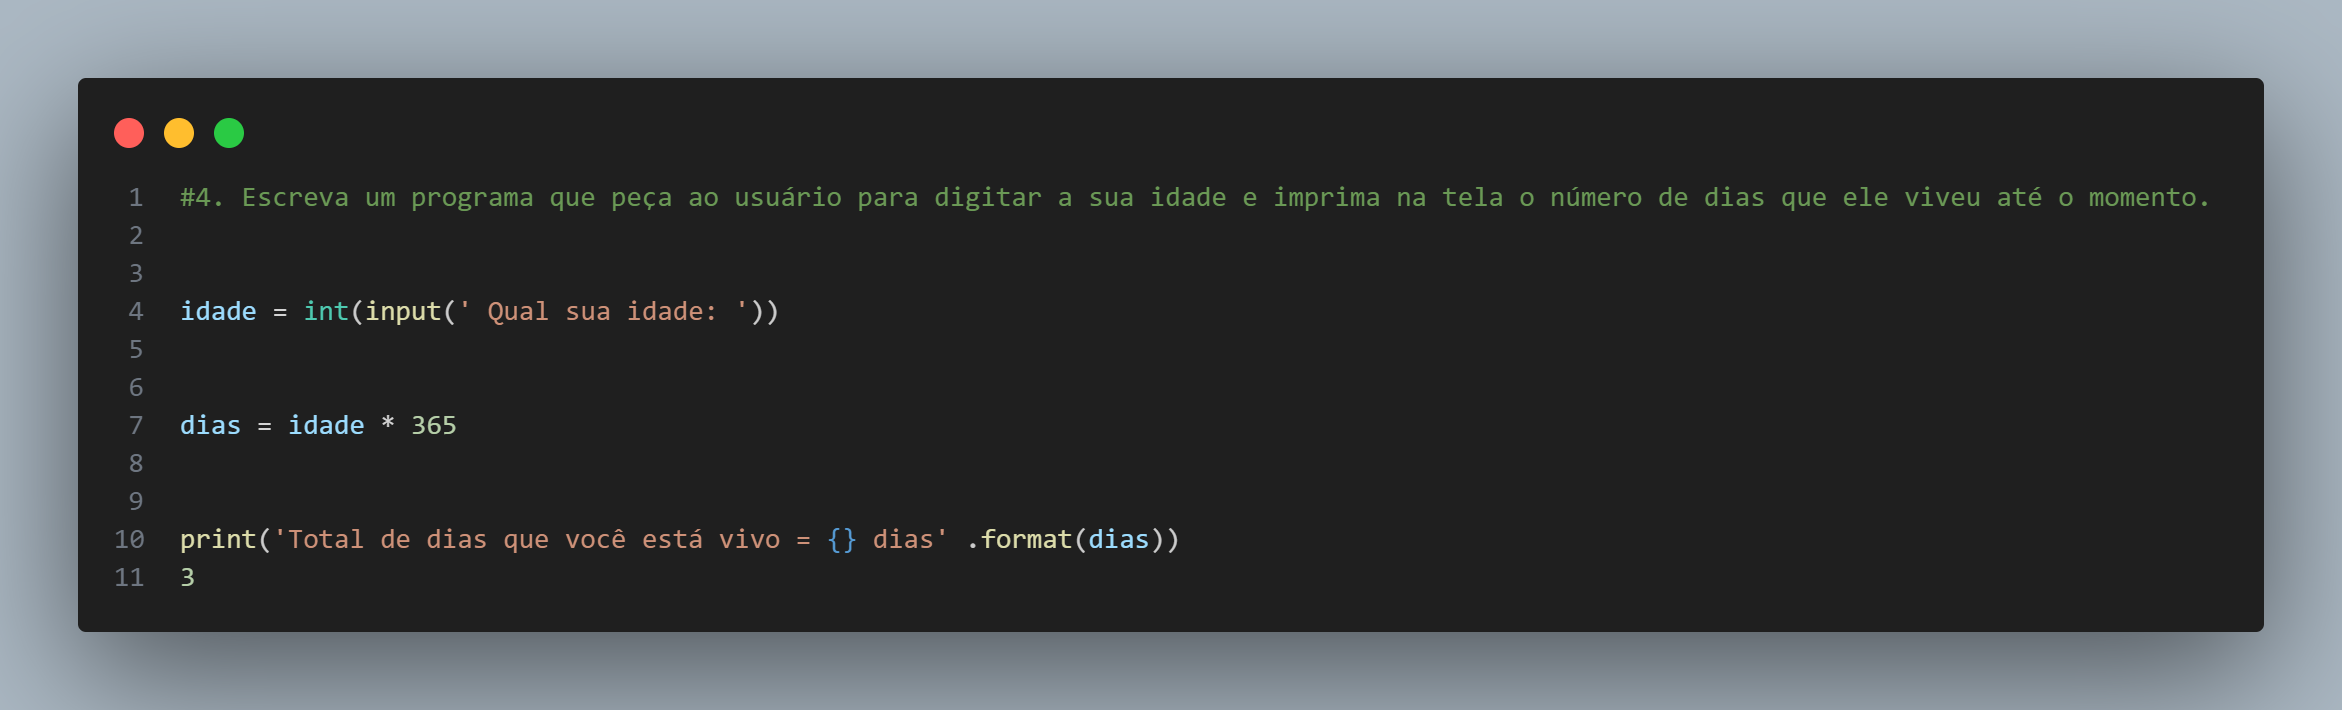 1 #4. Escreva um programa que peça ao usuário para digitar a sua idade e imprima na tela o número de dias que ele viveu até o momento.
2
3
4 idade = int(input(' Qual sua idade: '))
5
6
7 dias = idade * 365
8
9
10 print('Total de dias que você está vivo = {} dias' .format(dias))
11 3